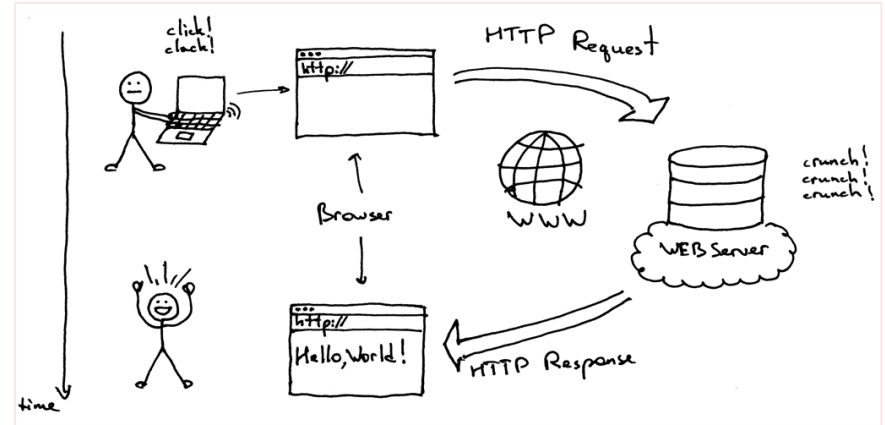 click!
clack!
http://
HTTP Request
crunch!
crunch!
crunch!
WWW
Browser
WEB Server
http://
Hello, World!
HTTP Response
time